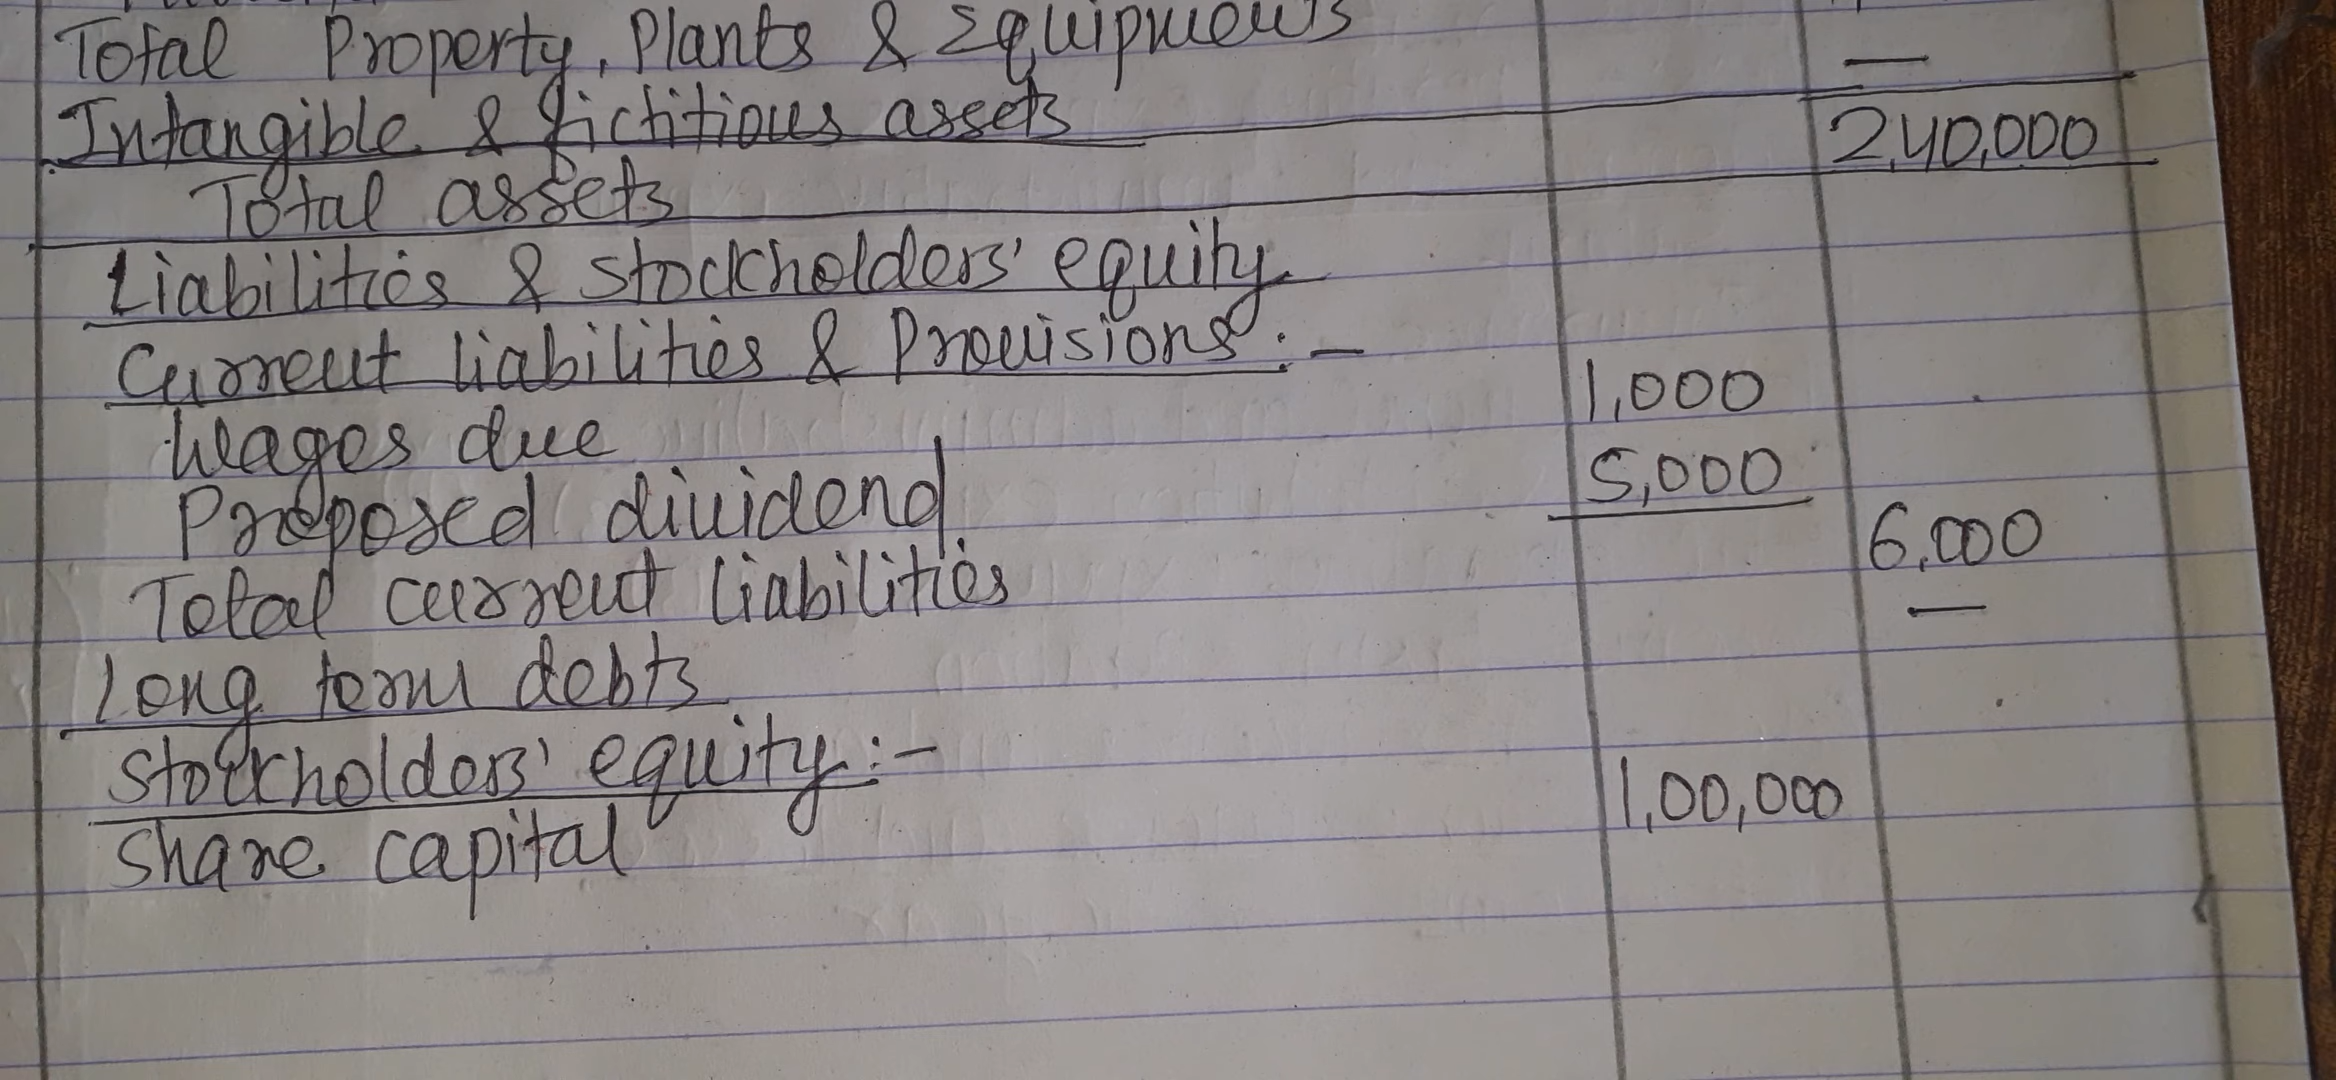 Total Property, Plants & Equipments
—
Intangible & fictitious assets
Total assets 2,40,000
Liabilities & stockholders' equity
Current liabilities & Provisions :-
Wages due 1,000
Proposed dividend 5,000
Total current liabilities 6,000
Long term debts —
Stockholders' equity :-
Share capital 1,00,000